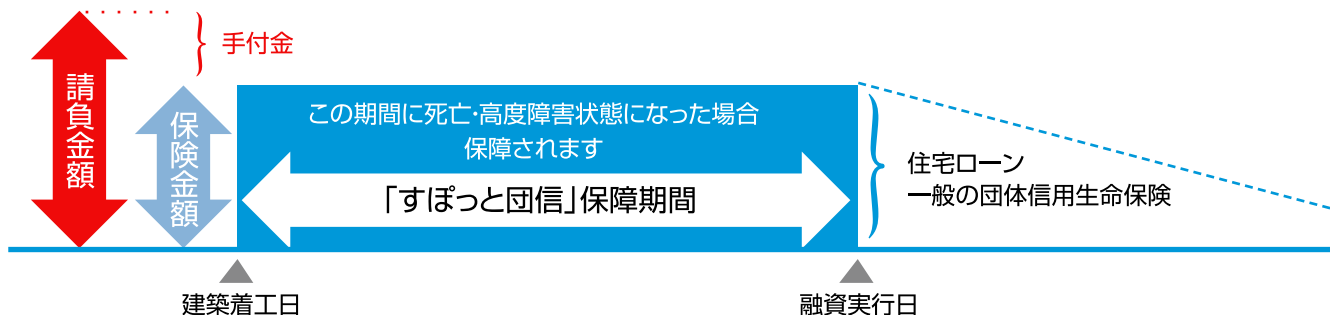 手付金
請負金額
保険金額
この期間に死亡・高度障害状態になった場合
保障されます
「すぽっと団信」保障期間
住宅ローン
一般の団体信用生命保険
建築着工日
融資実行日